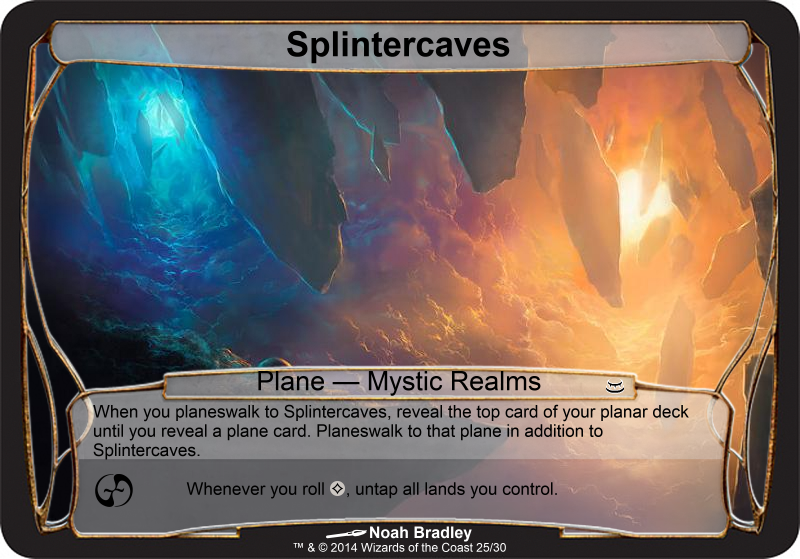 Splintercaves
Plane — Mystic Realms
When you planeswalk to Splintercaves, reveal the top card of your planar deck
until you reveal a plane card. Planeswalk to that plane in addition to
Splintercaves.
Whenever you roll , untap all lands you control.
Noah Bradley
™ & © 2014 Wizards of the Coast 25/30